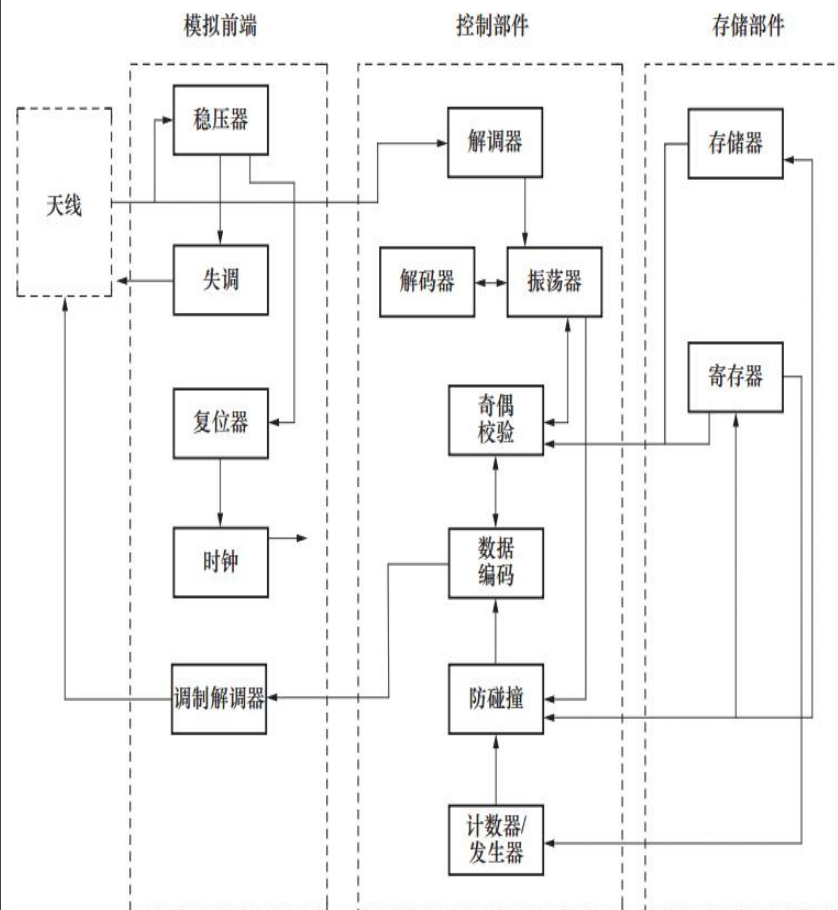 模拟前端
控制部件
存储部件
天线
稳压器
失调
复位器
时钟
调制解调器
解调器
解码器
振荡器
奇偶
校验
数据
编码
防碰撞
计数器/
发生器
存储器
寄存器